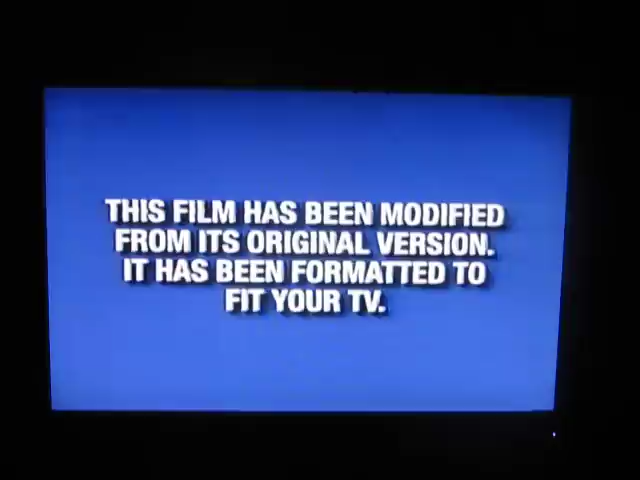 THIS FILM HAS BEEN MODIFIED
FROM ITS ORIGINAL VERSION.
IT HAS BEEN FORMATTED TO
FIT YOUR TV.